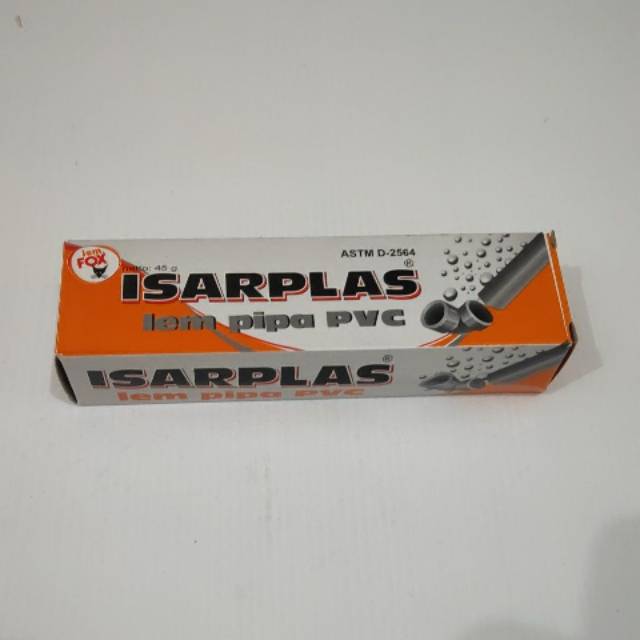 lem
FOX
netto: 45 g
ASTM D-2564
ISARPLAS®
lem pipa PVC
ISARPLAS®
lem pipa PVC